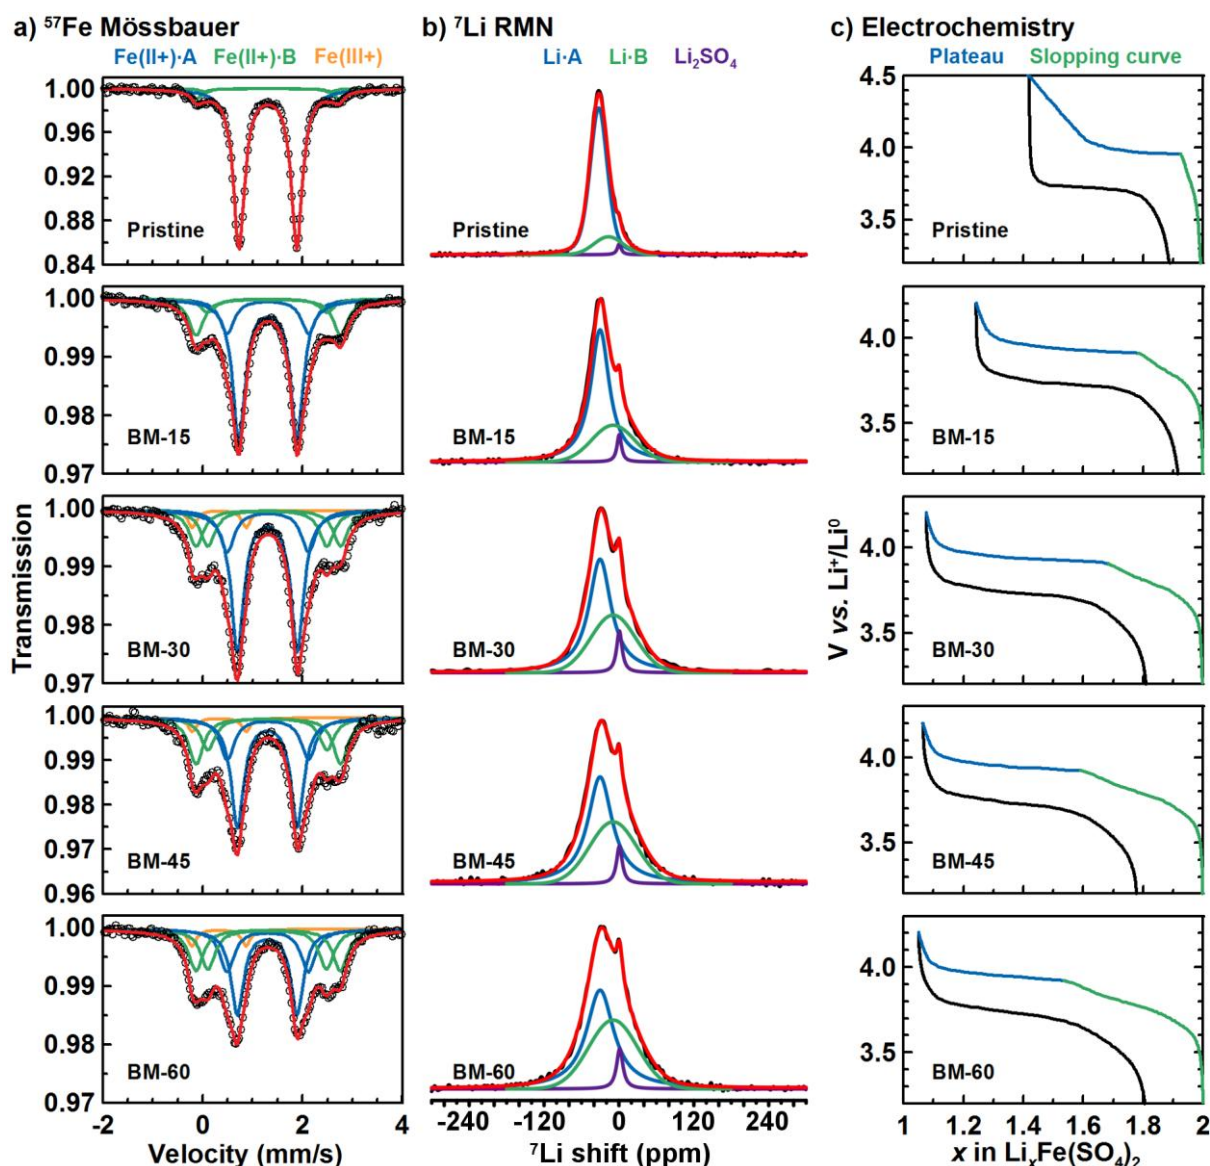 a) ⁵⁷Fe Mössbauer
Fe(II+)·A Fe(II+)·B Fe(III+)
1.00
0.96
0.92
0.88
0.84
Pristine
1.00
0.99
0.98
0.97
BM-15
1.00
0.99
0.98
0.97
BM-30
1.00
0.99
0.98
0.97
0.96
BM-45
1.00
0.99
0.98
0.97
BM-60
Transmission
-2 0 2 4
Velocity (mm/s)
b) ⁷Li RMN
Li·A Li·B Li₂SO₄
Pristine
BM-15
BM-30
BM-45
BM-60
-240 -120 0 120 240
⁷Li shift (ppm)
c) Electrochemistry
Plateau Slopping curve
4.5
4.0
3.5
Pristine
4.0
3.5
BM-15
4.0
3.5
BM-30
4.0
3.5
BM-45
4.0
3.5
BM-60
V vs. Li⁺/Li⁰
1 1.2 1.4 1.6 1.8 2
x in LiₓFe(SO₄)₂